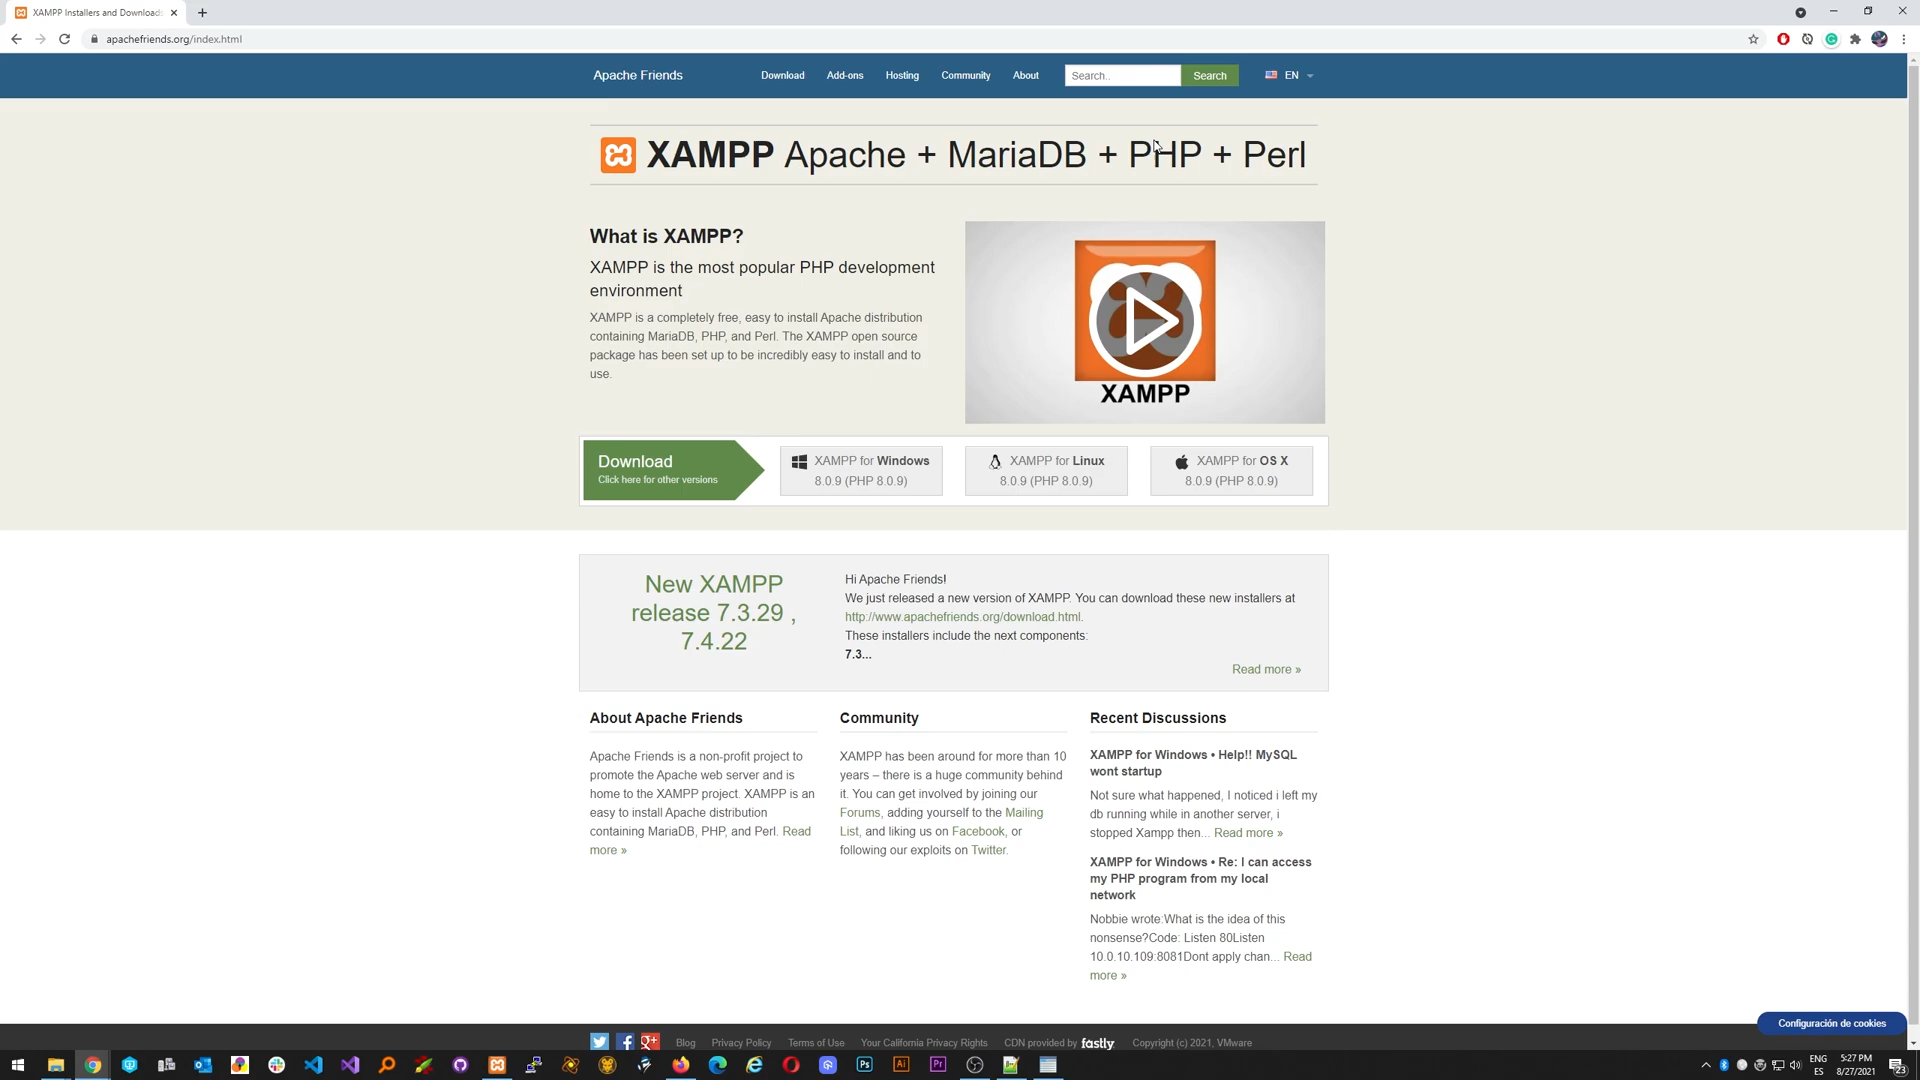 XAMPP Installers and Downloads
apachefriends.org/index.html
Apache Friends
Download
Add-ons
Hosting
Community
About
Search..
Search
EN
XAMPP Apache + MariaDB + PHP + Perl
What is XAMPP?
XAMPP is the most popular PHP development
environment
XAMPP is a completely free, easy to install Apache distribution
containing MariaDB, PHP, and Perl. The XAMPP open source
package has been set up to be incredibly easy to install and to
use.
XAMPP
Download
Click here for other versions
XAMPP for Windows
8.0.9 (PHP 8.0.9)
XAMPP for Linux
8.0.9 (PHP 8.0.9)
XAMPP for OS X
8.0.9 (PHP 8.0.9)
New XAMPP
release 7.3.29 ,
7.4.22
Hi Apache Friends!
We just released a new version of XAMPP. You can download these new installers at
http://www.apachefriends.org/download.html.
These installers include the next components:
7.3...
Read more »
About Apache Friends
Apache Friends is a non-profit project to
promote the Apache web server and is
home to the XAMPP project. XAMPP is an
easy to install Apache distribution
containing MariaDB, PHP, and Perl. Read
more »
Community
XAMPP has been around for more than 10
years – there is a huge community behind
it. You can get involved by joining our
Forums, adding yourself to the Mailing
List, and liking us on Facebook, or
following our exploits on Twitter.
Recent Discussions
XAMPP for Windows • Help!! MySQL
wont startup
Not sure what happened, I noticed i left my
db running while in another server, i
stopped Xampp then... Read more »
XAMPP for Windows • Re: I can access
my PHP program from my local
network
Nobbie wrote:What is the idea of this
nonsense?Code: Listen 80Listen
10.0.10.109:8081Dont apply chan... Read
more »
Configuración de cookies
Blog
Privacy Policy
Terms of Use
Your California Privacy Rights
CDN provided by fastly
Copyright (c) 2021, VMware
Ps
Ai
Pr
ENG
ES
5:27 PM
8/27/2021
23